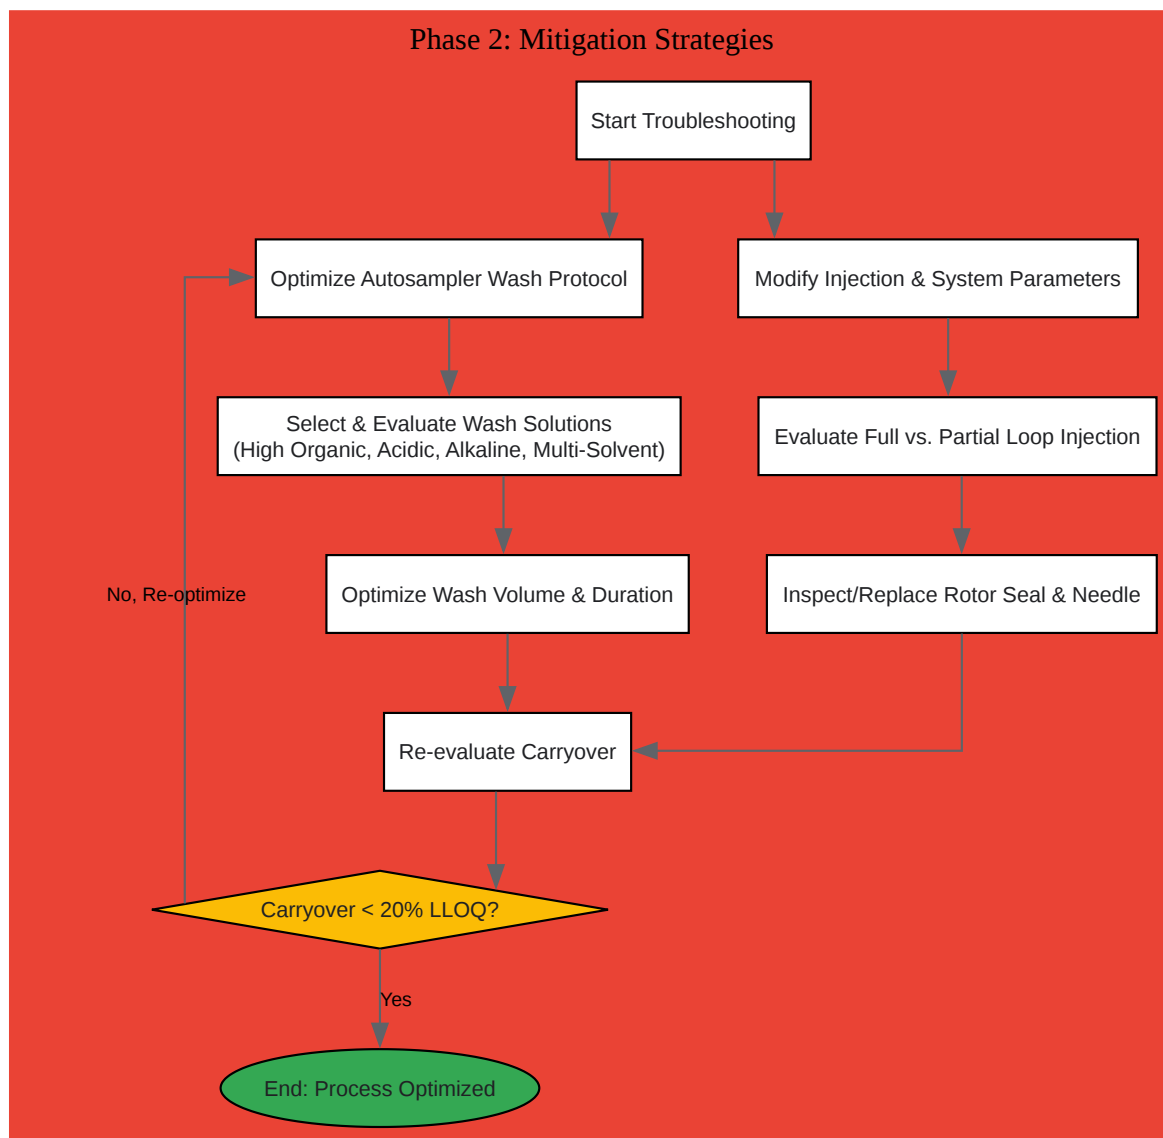 Phase 2: Mitigation Strategies
Start Troubleshooting
Optimize Autosampler Wash Protocol
Modify Injection & System Parameters
Select & Evaluate Wash Solutions
(High Organic, Acidic, Alkaline, Multi-Solvent)
Evaluate Full vs. Partial Loop Injection
No, Re-optimize
Optimize Wash Volume & Duration
Inspect/Replace Rotor Seal & Needle
Re-evaluate Carryover
Carryover < 20% LLOQ?
Yes
End: Process Optimized